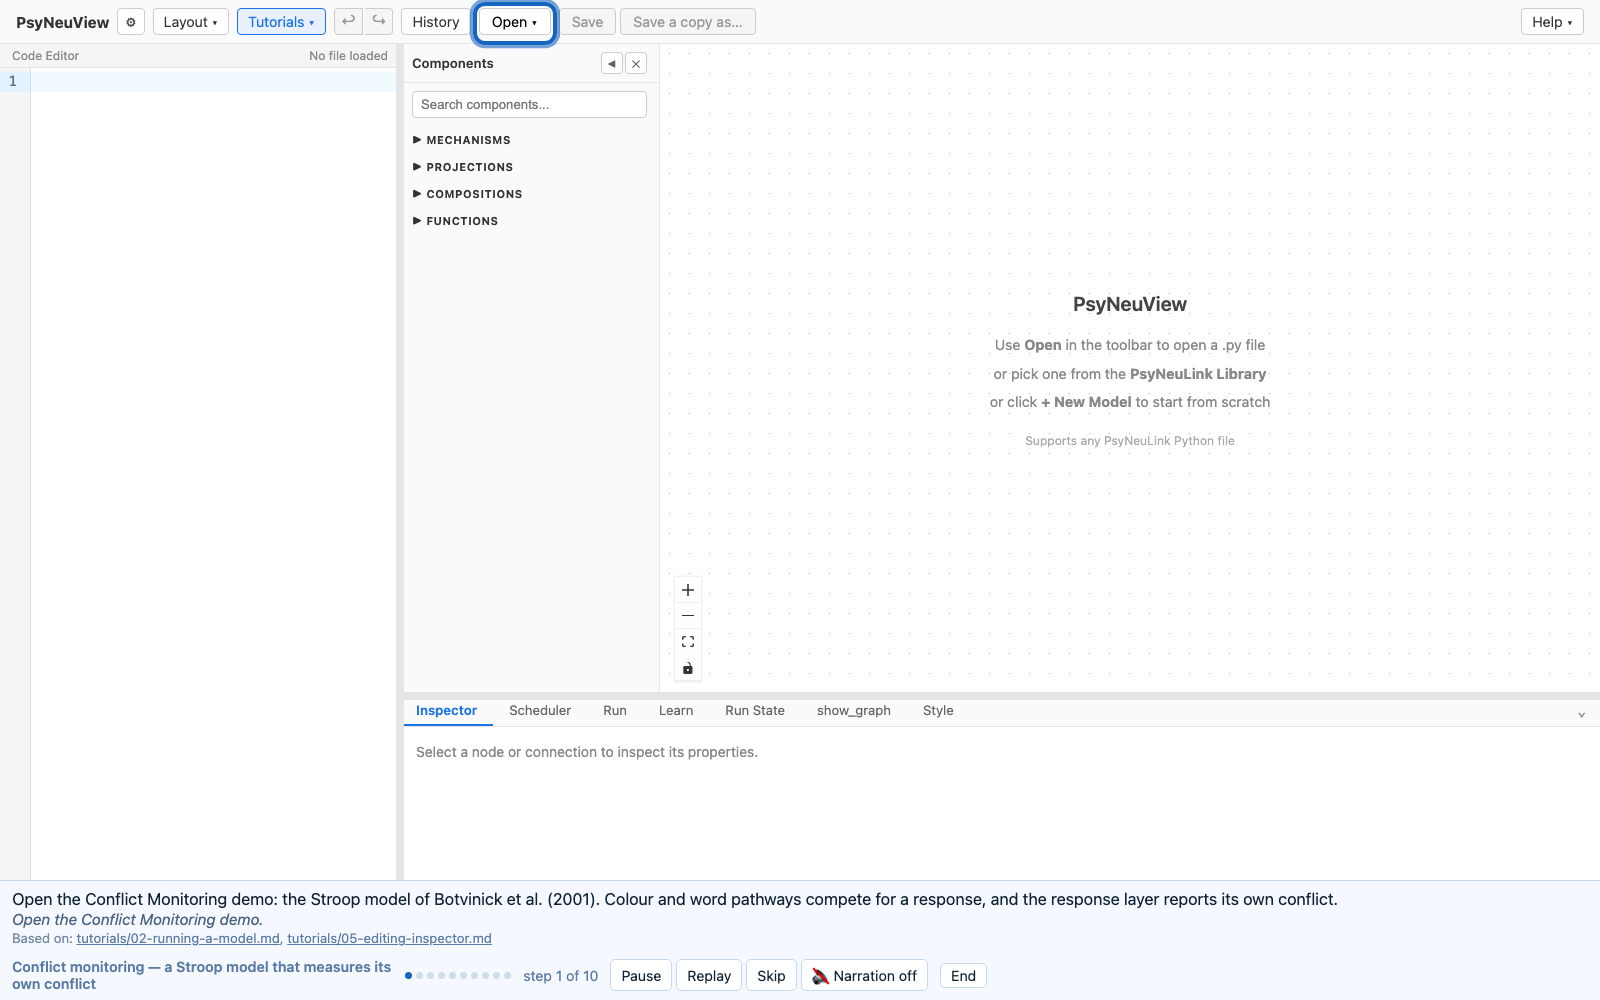 PsyNeuView
Layout ▾
Tutorials ▾
History
Open ▾
Save
Save a copy as...
Help ▾
Code Editor
No file loaded
1
Components
Search components...
MECHANISMS
PROJECTIONS
COMPOSITIONS
FUNCTIONS
PsyNeuView
Use Open in the toolbar to open a .py file
or pick one from the PsyNeuLink Library
or click + New Model to start from scratch
Supports any PsyNeuLink Python file
Inspector
Scheduler
Run
Learn
Run State
show_graph
Style
Select a node or connection to inspect its properties.
Open the Conflict Monitoring demo: the Stroop model of Botvinick et al. (2001). Colour and word pathways compete for a response, and the response layer reports its own conflict.
Open the Conflict Monitoring demo.
Based on: tutorials/02-running-a-model.md, tutorials/05-editing-inspector.md
Conflict monitoring — a Stroop model that measures its
own conflict
step 1 of 10
Pause
Replay
Skip
Narration off
End